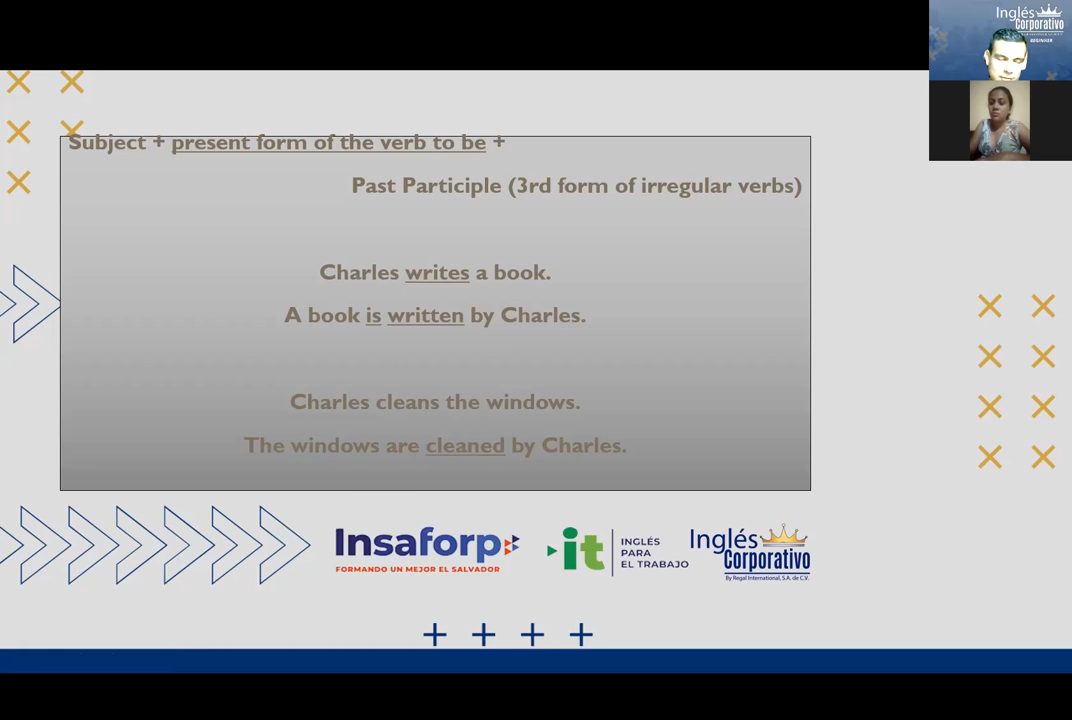 Inglés
Corporativo
BEGINNER
Subject + present form of the verb to be +
Past Participle (3rd form of irregular verbs)
Charles writes a book.
A book is written by Charles.
Charles cleans the windows.
The windows are cleaned by Charles.
Insaforp
FORMANDO UN MEJOR EL SALVADOR
it
INGLÉS
PARA
EL TRABAJO
Inglés
Corporativo
By Regal International, S.A. de C.V.